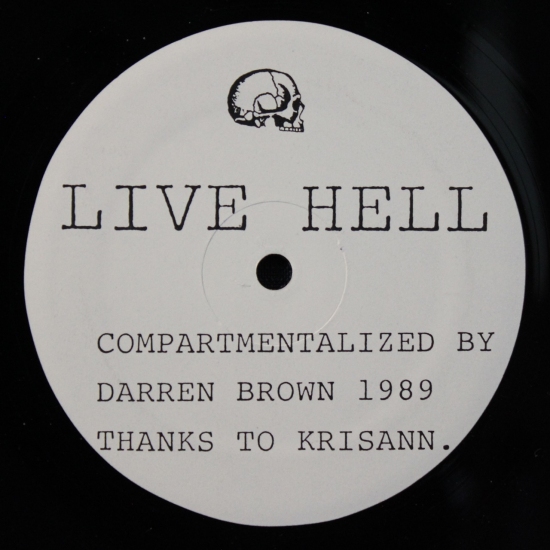 LIVE HELL
COMPARTMENTALIZED BY
DARREN BROWN 1989
THANKS TO KRISANN.